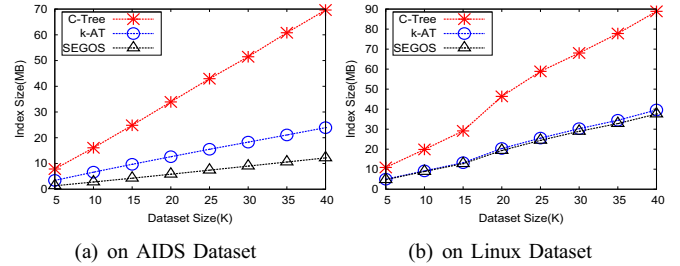 70
60
50
40
30
20
10
0
Index Size(MB)
C-Tree
k-AT
SEGOS
5 10 15 20 25 30 35 40
Dataset Size(K)
(a) on AIDS Dataset
90
80
70
60
50
40
30
20
10
0
Index Size(MB)
C-Tree
k-AT
SEGOS
5 10 15 20 25 30 35 40
Dataset Size(K)
(b) on Linux Dataset